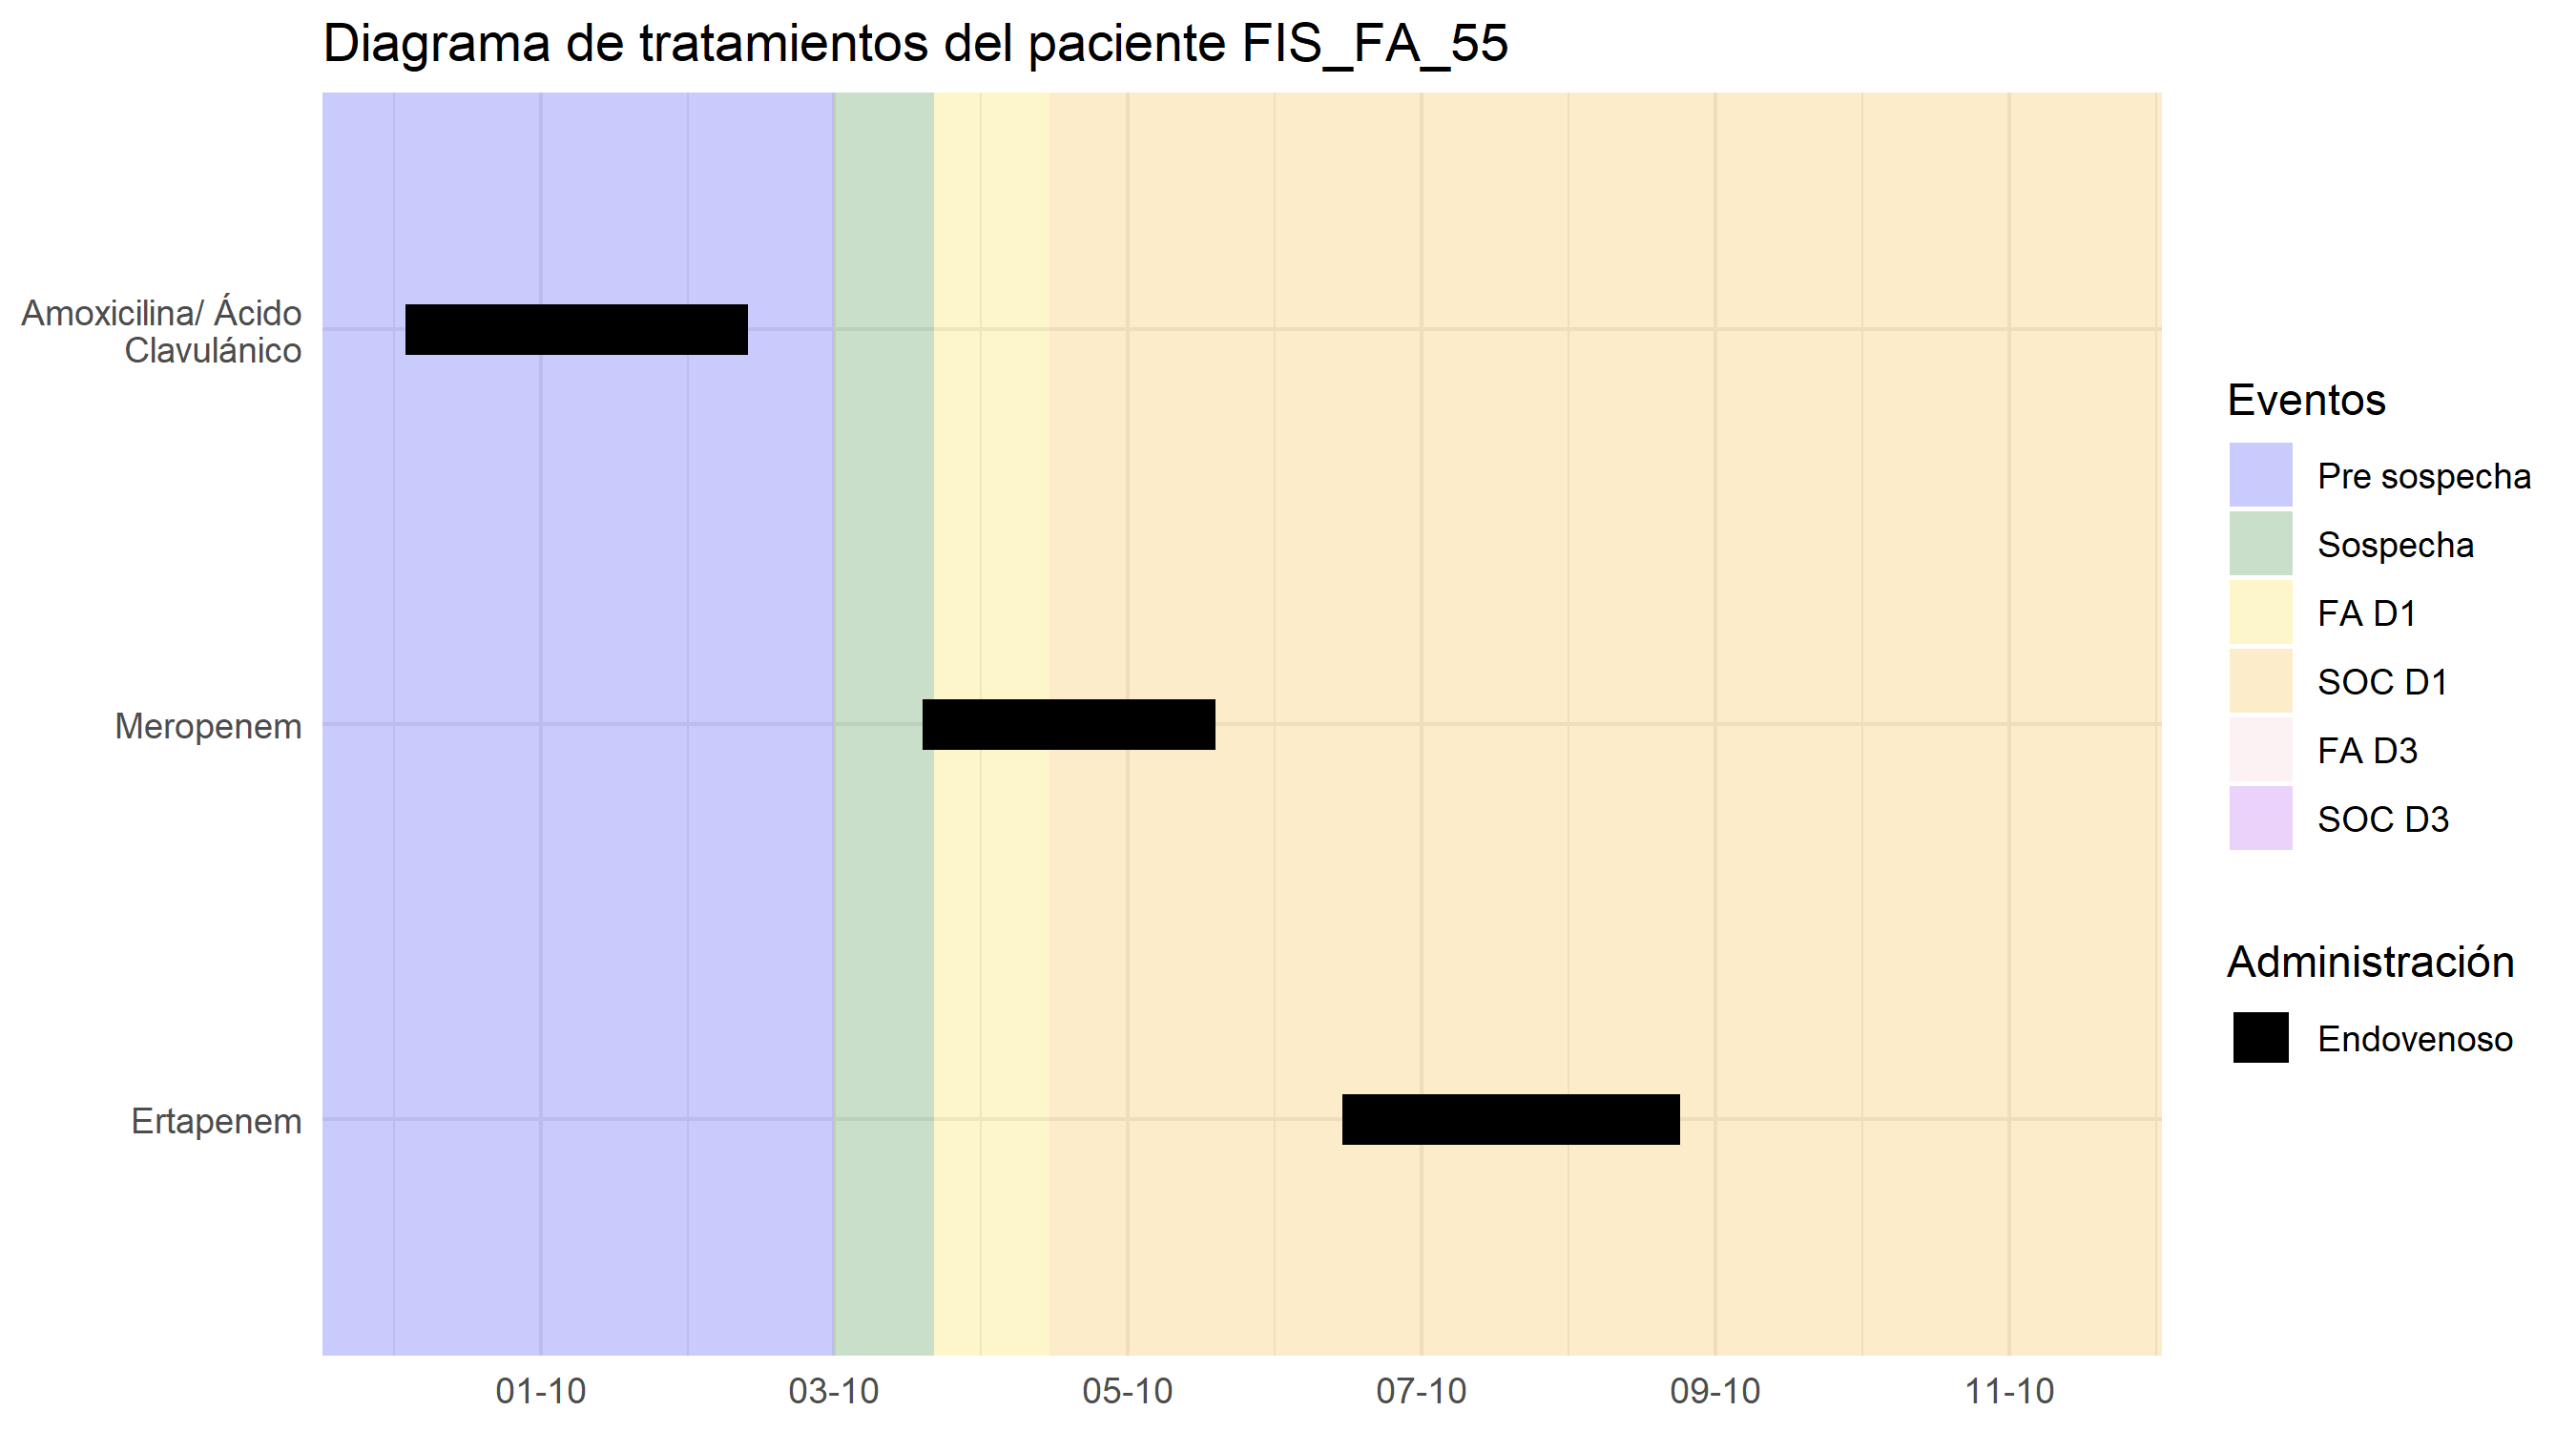 Diagrama de tratamientos del paciente FIS_FA_55
Amoxicilina/ Ácido
Clavulánico
Meropenem
Ertapenem
01-10
03-10
05-10
07-10
09-10
11-10
Eventos
Pre sospecha
Sospecha
FA D1
SOC D1
FA D3
SOC D3
Administración
Endovenoso